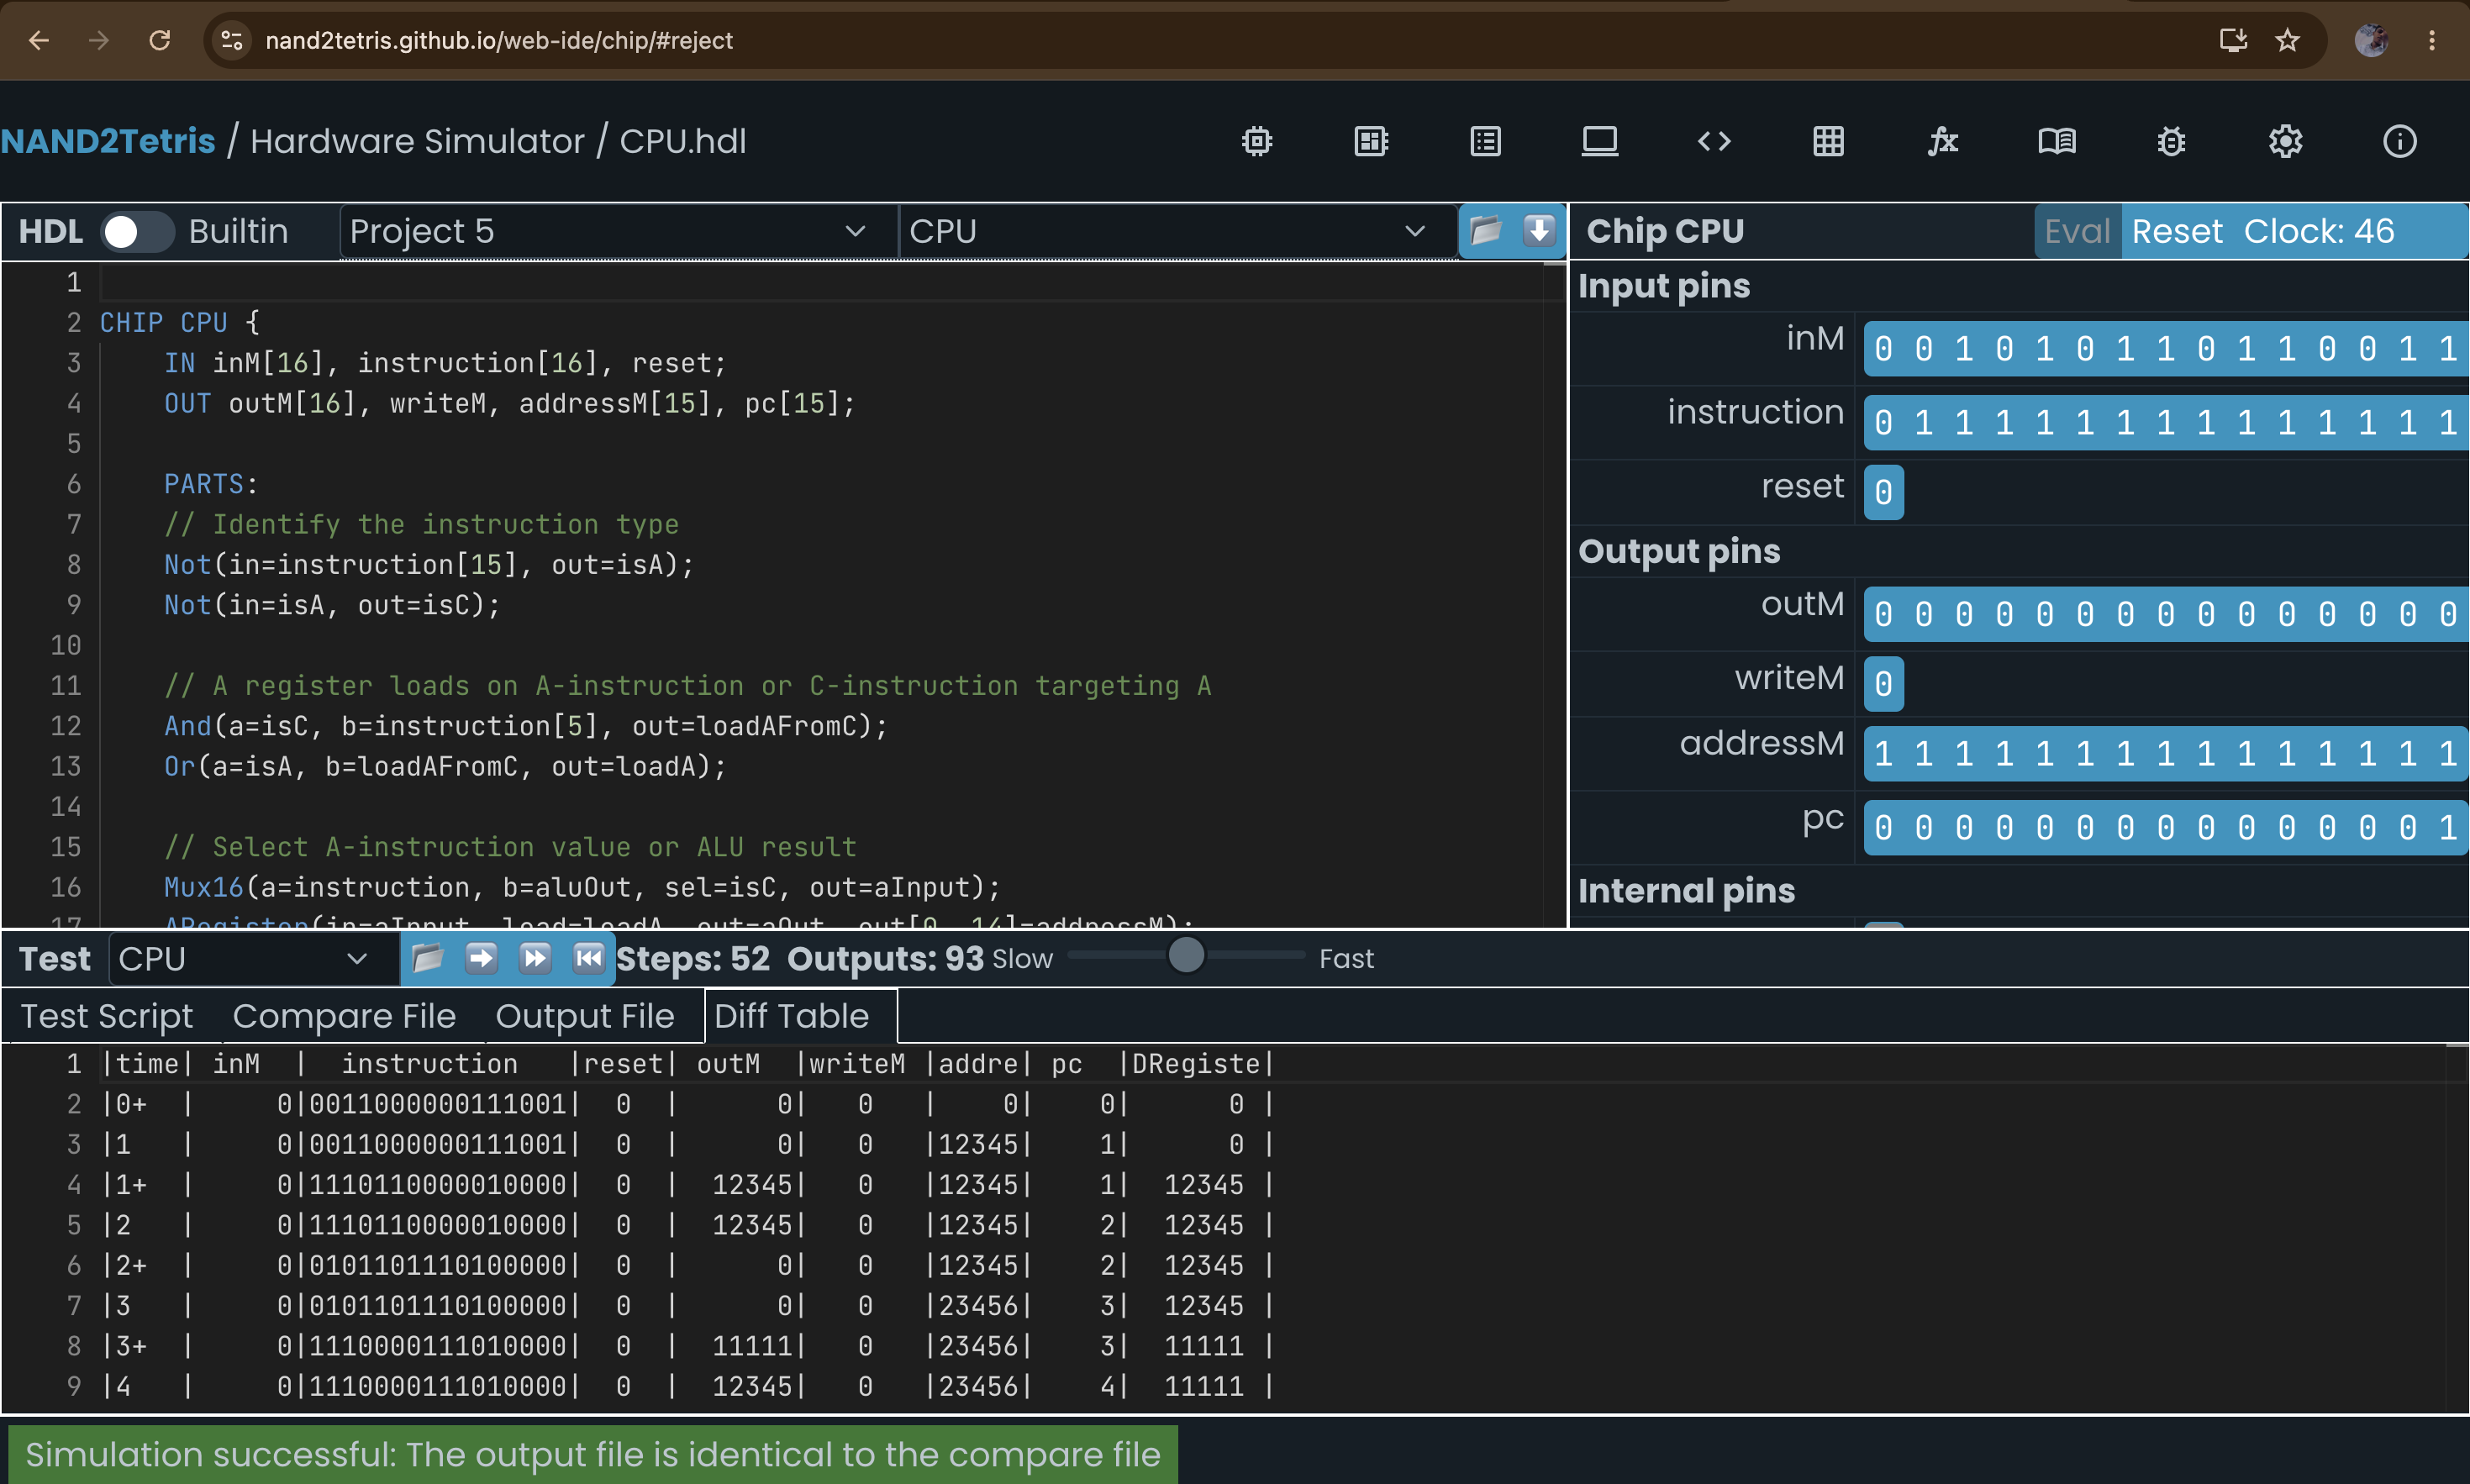 nand2tetris.github.io/web-ide/chip/#reject
NAND2Tetris / Hardware Simulator / CPU.hdl
HDL Builtin Project 5 CPU
1
2 CHIP CPU {
3 IN inM[16], instruction[16], reset;
4 OUT outM[16], writeM, addressM[15], pc[15];
5
6 PARTS:
7 // Identify the instruction type
8 Not(in=instruction[15], out=isA);
9 Not(in=isA, out=isC);
10
11 // A register loads on A-instruction or C-instruction targeting A
12 And(a=isC, b=instruction[5], out=loadAFromC);
13 Or(a=isA, b=loadAFromC, out=loadA);
14
15 // Select A-instruction value or ALU result
16 Mux16(a=instruction, b=aluOut, sel=isC, out=aInput);
17 ARegister(in=aInput, load=loadA, out=aOut, out[0..14]=addressM);
Chip CPU Eval Reset Clock: 46
Input pins
inM 0 0 1 0 1 0 1 1 0 1 1 0 0 1 1
instruction 0 1 1 1 1 1 1 1 1 1 1 1 1 1 1
reset 0
Output pins
outM 0 0 0 0 0 0 0 0 0 0 0 0 0 0 0
writeM 0
addressM 1 1 1 1 1 1 1 1 1 1 1 1 1 1 1
pc 0 0 0 0 0 0 0 0 0 0 0 0 0 0 1
Internal pins
Test CPU Steps: 52 Outputs: 93 Slow Fast
Test Script Compare File Output File Diff Table
1 |time| inM | instruction |reset| outM |writeM |addre| pc |DRegiste|
2 |0+ | 0|0011000000111001| 0 | 0| 0 | 0| 0| 0 |
3 |1 | 0|0011000000111001| 0 | 0| 0 |12345| 1| 0 |
4 |1+ | 0|1110110000010000| 0 | 12345| 0 |12345| 1| 12345 |
5 |2 | 0|1110110000010000| 0 | 12345| 0 |12345| 2| 12345 |
6 |2+ | 0|0101101110100000| 0 | 0| 0 |12345| 2| 12345 |
7 |3 | 0|0101101110100000| 0 | 0| 0 |23456| 3| 12345 |
8 |3+ | 0|1110000111010000| 0 | 11111| 0 |23456| 3| 11111 |
9 |4 | 0|1110000111010000| 0 | 12345| 0 |23456| 4| 11111 |
Simulation successful: The output file is identical to the compare file